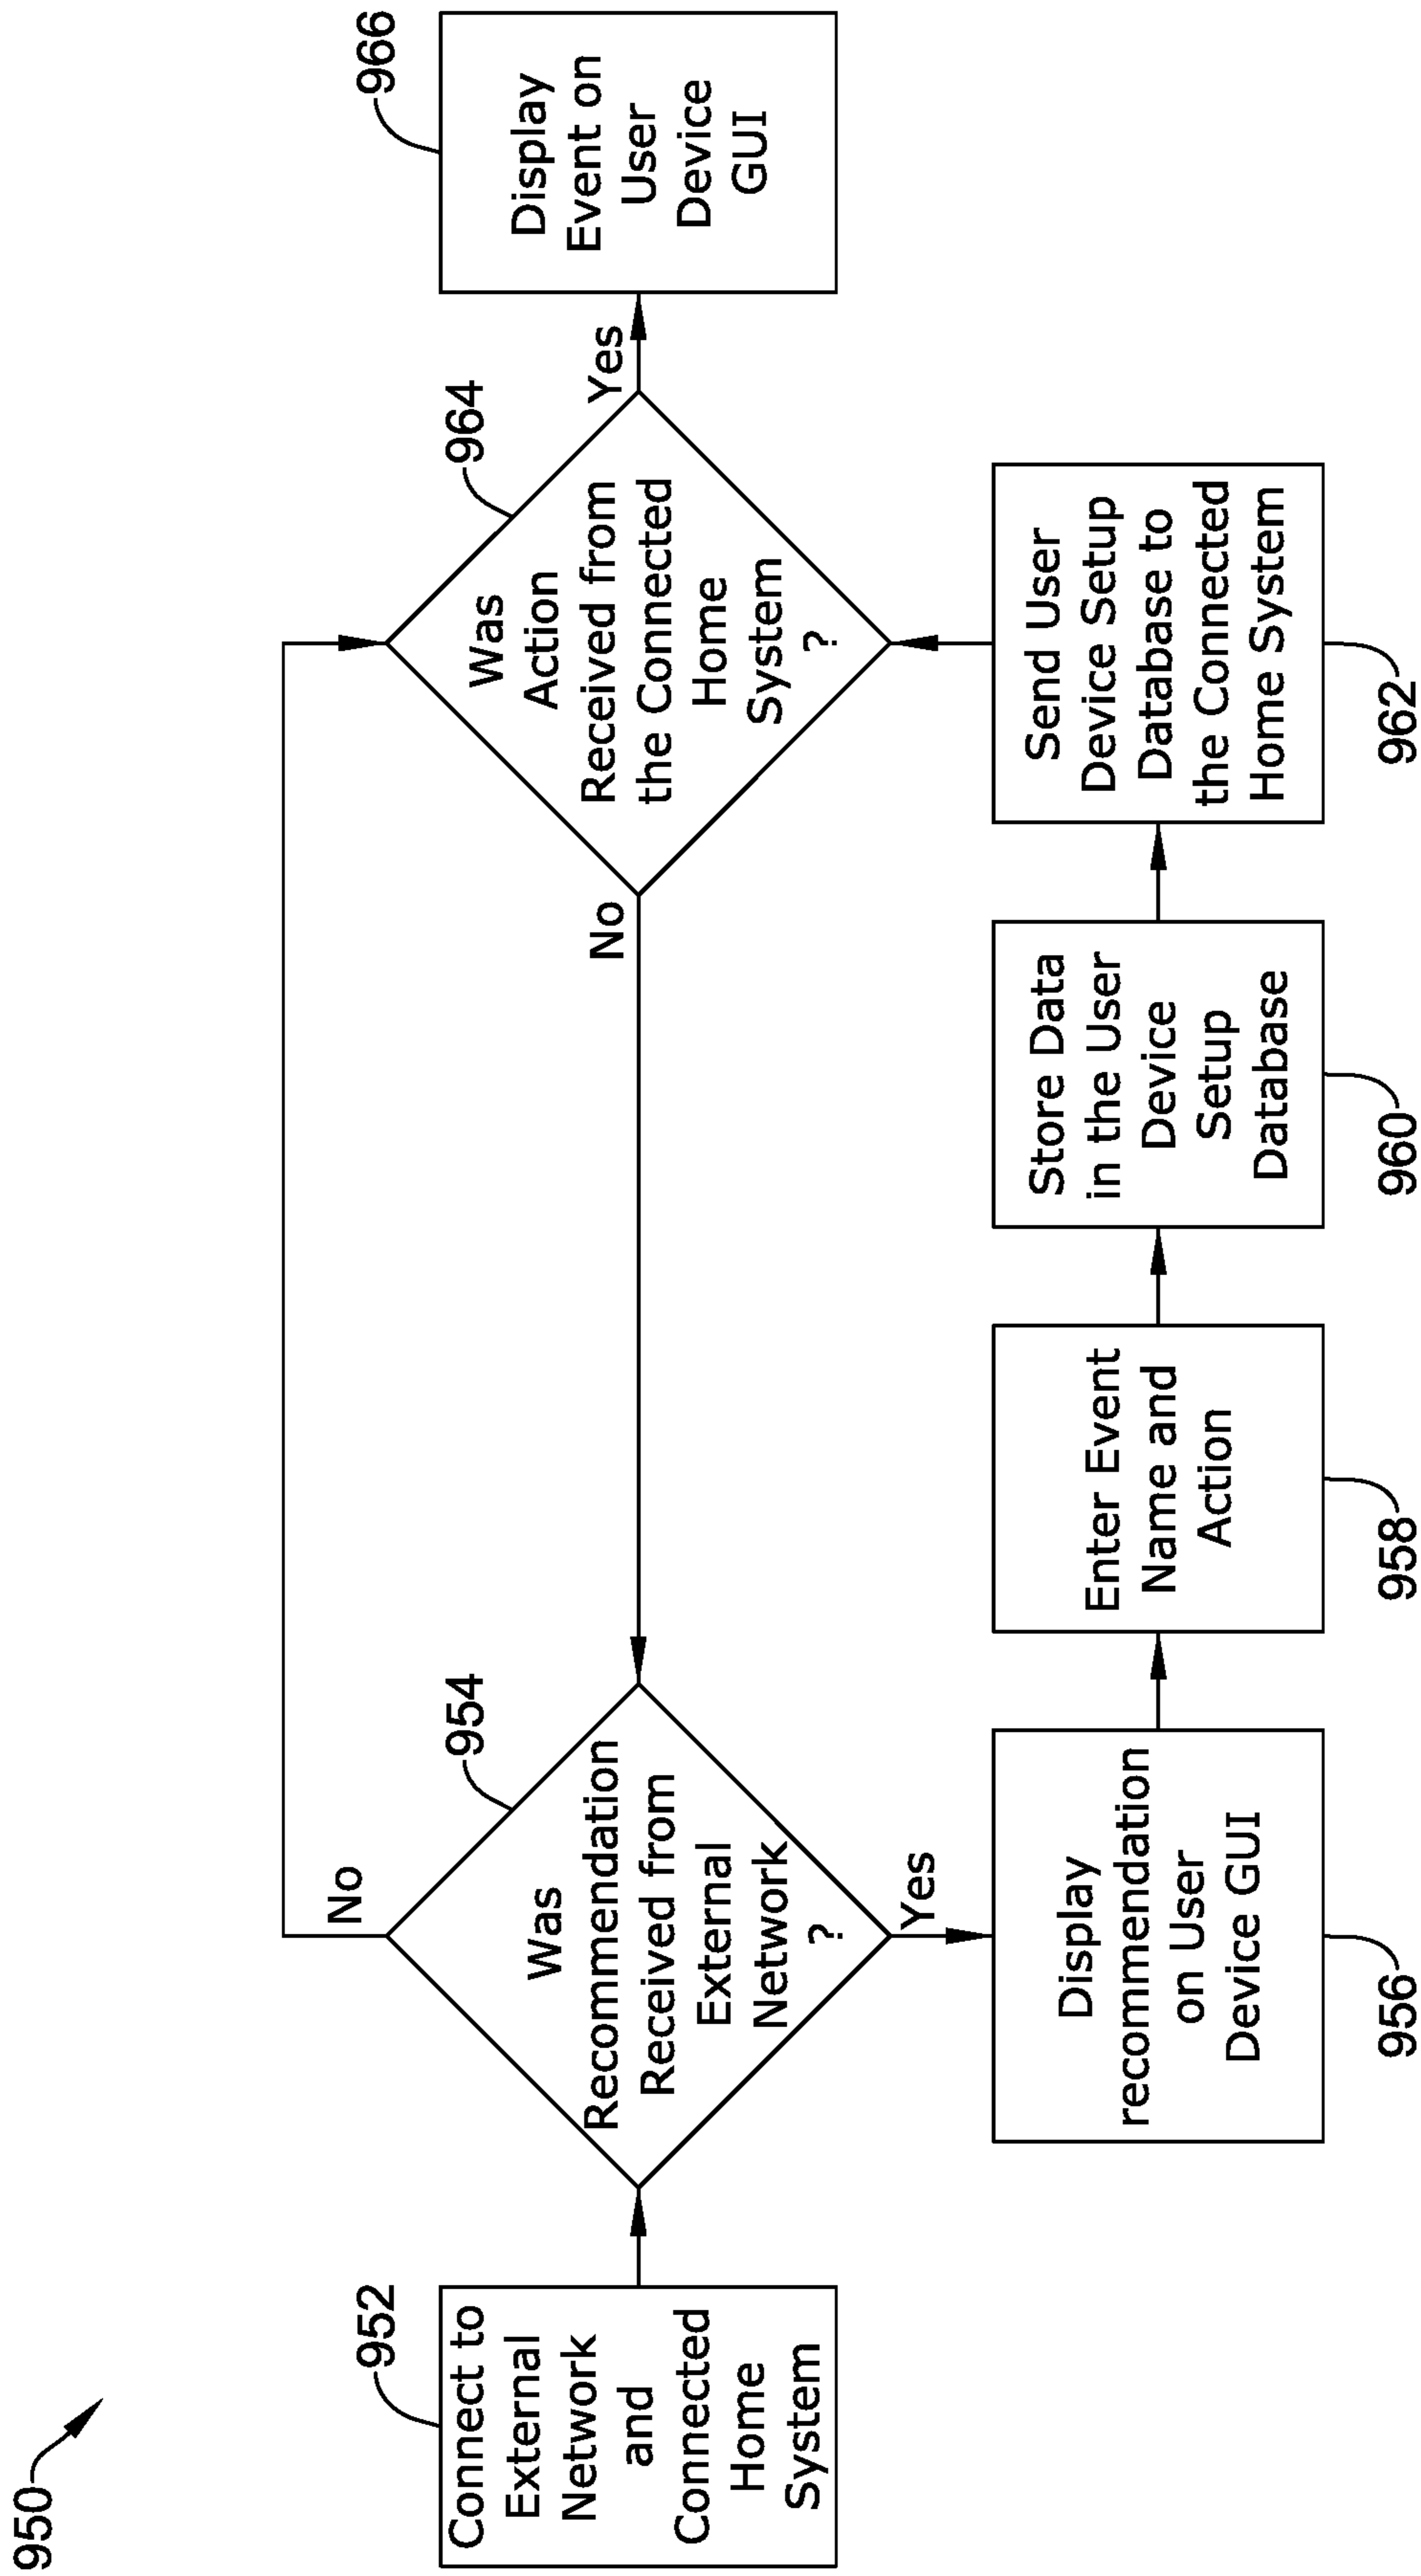 950
952
Connect to
External
Network
and
Connected
Home
System
954
Was
Recommendation
Received from
External
Network
?
No
Yes
Display
recommendation
on User
Device GUI
956
Enter Event
Name and
Action
958
Store Data
in the User
Device
Setup
Database
960
Send User
Device Setup
Database to
the Connected
Home System
962
964
Was
Action
Received from
the Connected
Home
System
?
No
Yes
966
Display
Event on
User
Device
GUI